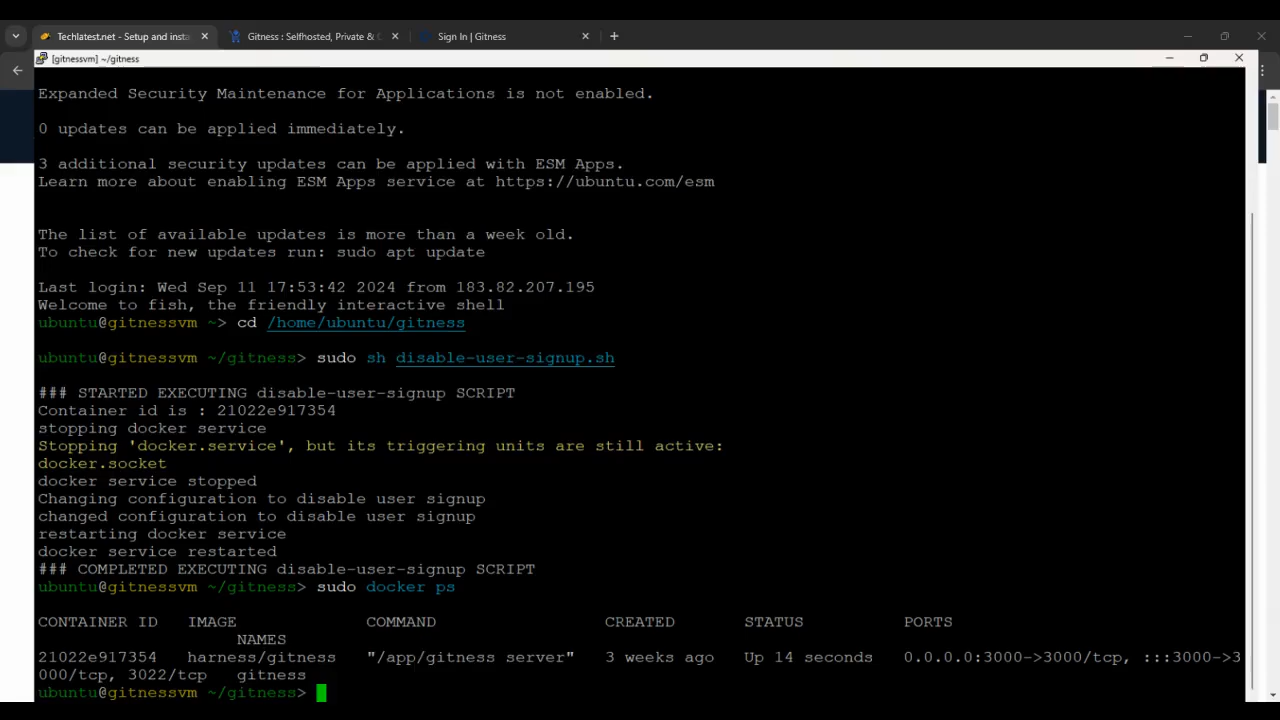 Techlatest.net - Setup and insta
Gitness : Selfhosted, Private & C
Sign In | Gitness
[gitnessvm] ~/gitness
Expanded Security Maintenance for Applications is not enabled.
0 updates can be applied immediately.
3 additional security updates can be applied with ESM Apps.
Learn more about enabling ESM Apps service at https://ubuntu.com/esm
The list of available updates is more than a week old.
To check for new updates run: sudo apt update
Last login: Wed Sep 11 17:53:42 2024 from 183.82.207.195
Welcome to fish, the friendly interactive shell
ubuntu@gitnessvm ~> cd /home/ubuntu/gitness
ubuntu@gitnessvm ~/gitness> sudo sh disable-user-signup.sh
### STARTED EXECUTING disable-user-signup SCRIPT
Container id is : 21022e917354
stopping docker service
Stopping 'docker.service', but its triggering units are still active:
docker.socket
docker service stopped
Changing configuration to disable user signup
changed configuration to disable user signup
restarting docker service
docker service restarted
### COMPLETED EXECUTING disable-user-signup SCRIPT
ubuntu@gitnessvm ~/gitness> sudo docker ps
CONTAINER ID   IMAGE             COMMAND                 CREATED       STATUS          PORTS
NAMES
21022e917354   harness/gitness   "/app/gitness server"   3 weeks ago   Up 14 seconds   0.0.0.0:3000->3000/tcp, :::3000->3
000/tcp, 3022/tcp   gitness
ubuntu@gitnessvm ~/gitness>